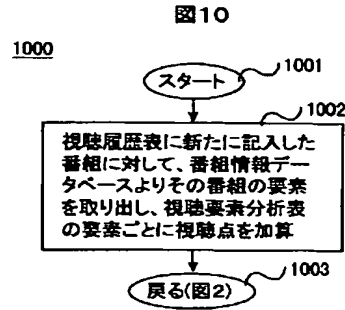 図10
1000
スタート
1001
1002
視聴履歴表に新たに記入した
番組に対して、番組情報デー
タベースよりその番組の要素
を取り出し、視聴要素分析表
の要素ごとに視聴点を加算
戻る(図2)
1003